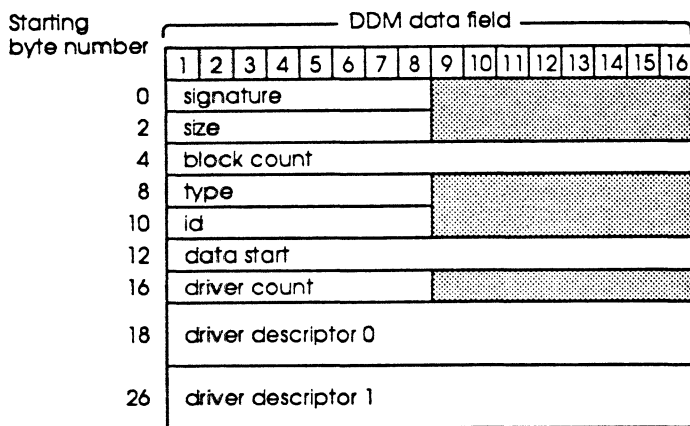 Starting
byte number
DDM data field
1 2 3 4 5 6 7 8 9 10 11 12 13 14 15 16
0 signature
2 size
4 block count
8 type
10 id
12 data start
16 driver count
18 driver descriptor 0
26 driver descriptor 1